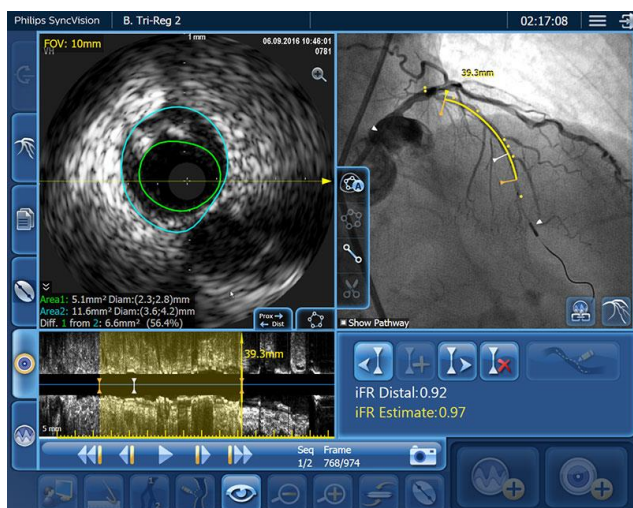 Philips SyncVision
B. Tri-Reg 2
02:17:08
FOV: 10mm
VH
1 mm
06.09.2016 10:46:01
0781
Area1: 5.1mm² Diam:(2.3;2.8)mm
Area2: 11.6mm² Diam:(3.6;4.2)mm
Diff. 1 from 2: 6.6mm² (56.4%)
Prox →
← Dist
39.3mm
A
Show Pathway
39.3mm
5 mm
iFR Distal:0.92
iFR Estimate:0.97
Seq Frame
1/2 768/974